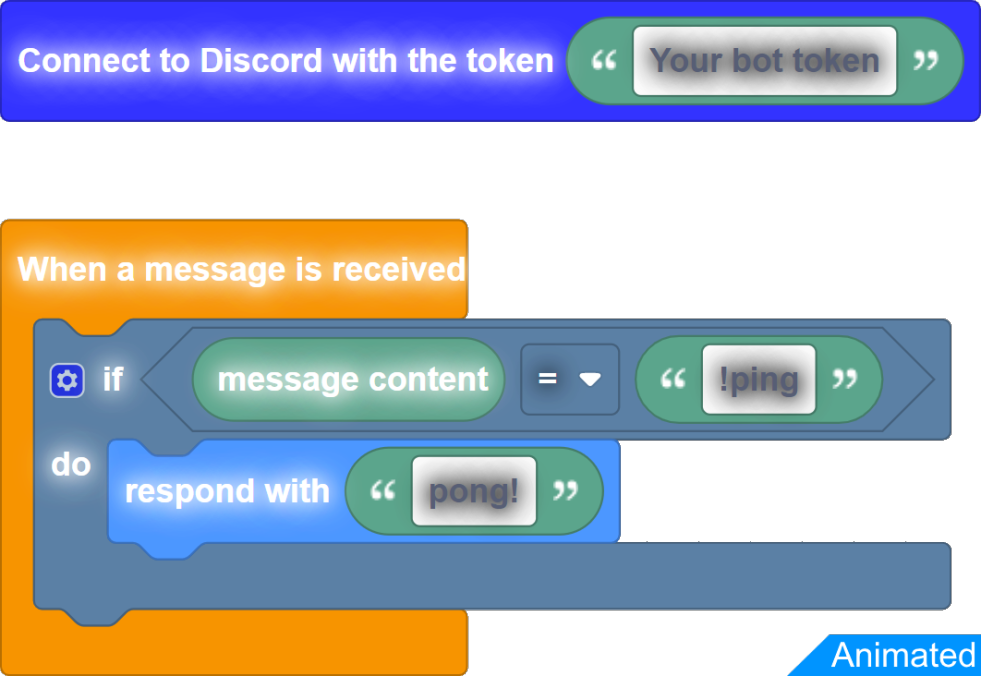 Connect to Discord with the token “ Your bot token ”
When a message is received
if message content = “ !ping ”
do respond with “ pong! ”
Animated